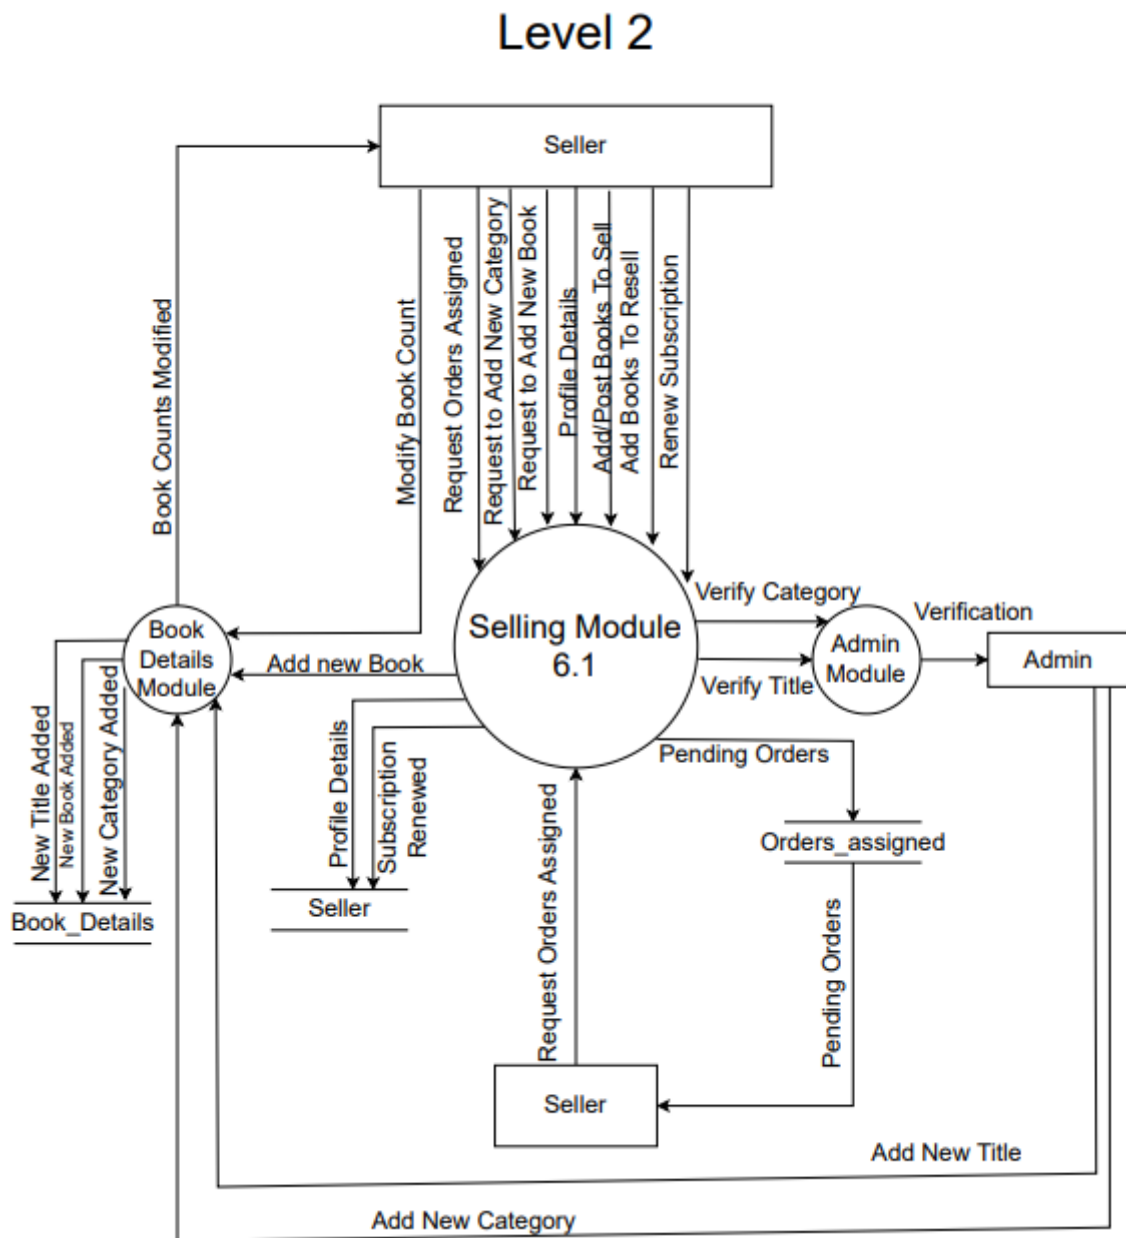 Level 2
Seller
Book Counts Modified
Modify Book Count
Request Orders Assigned
Request to Add New Category
Request to Add New Book
Profile Details
Add/Post Books To Sell
Add Books To Resell
Renew Subscription
Selling Module
6.1
Verify Category
Verify Title
Admin
Module
Verification
Admin
Book
Details
Module
Add new Book
New Title Added
New Book Added
New Category Added
Book_Details
Profile Details
Subscription
Renewed
Seller
Pending Orders
Orders_assigned
Request Orders Assigned
Pending Orders
Seller
Add New Title
Add New Category